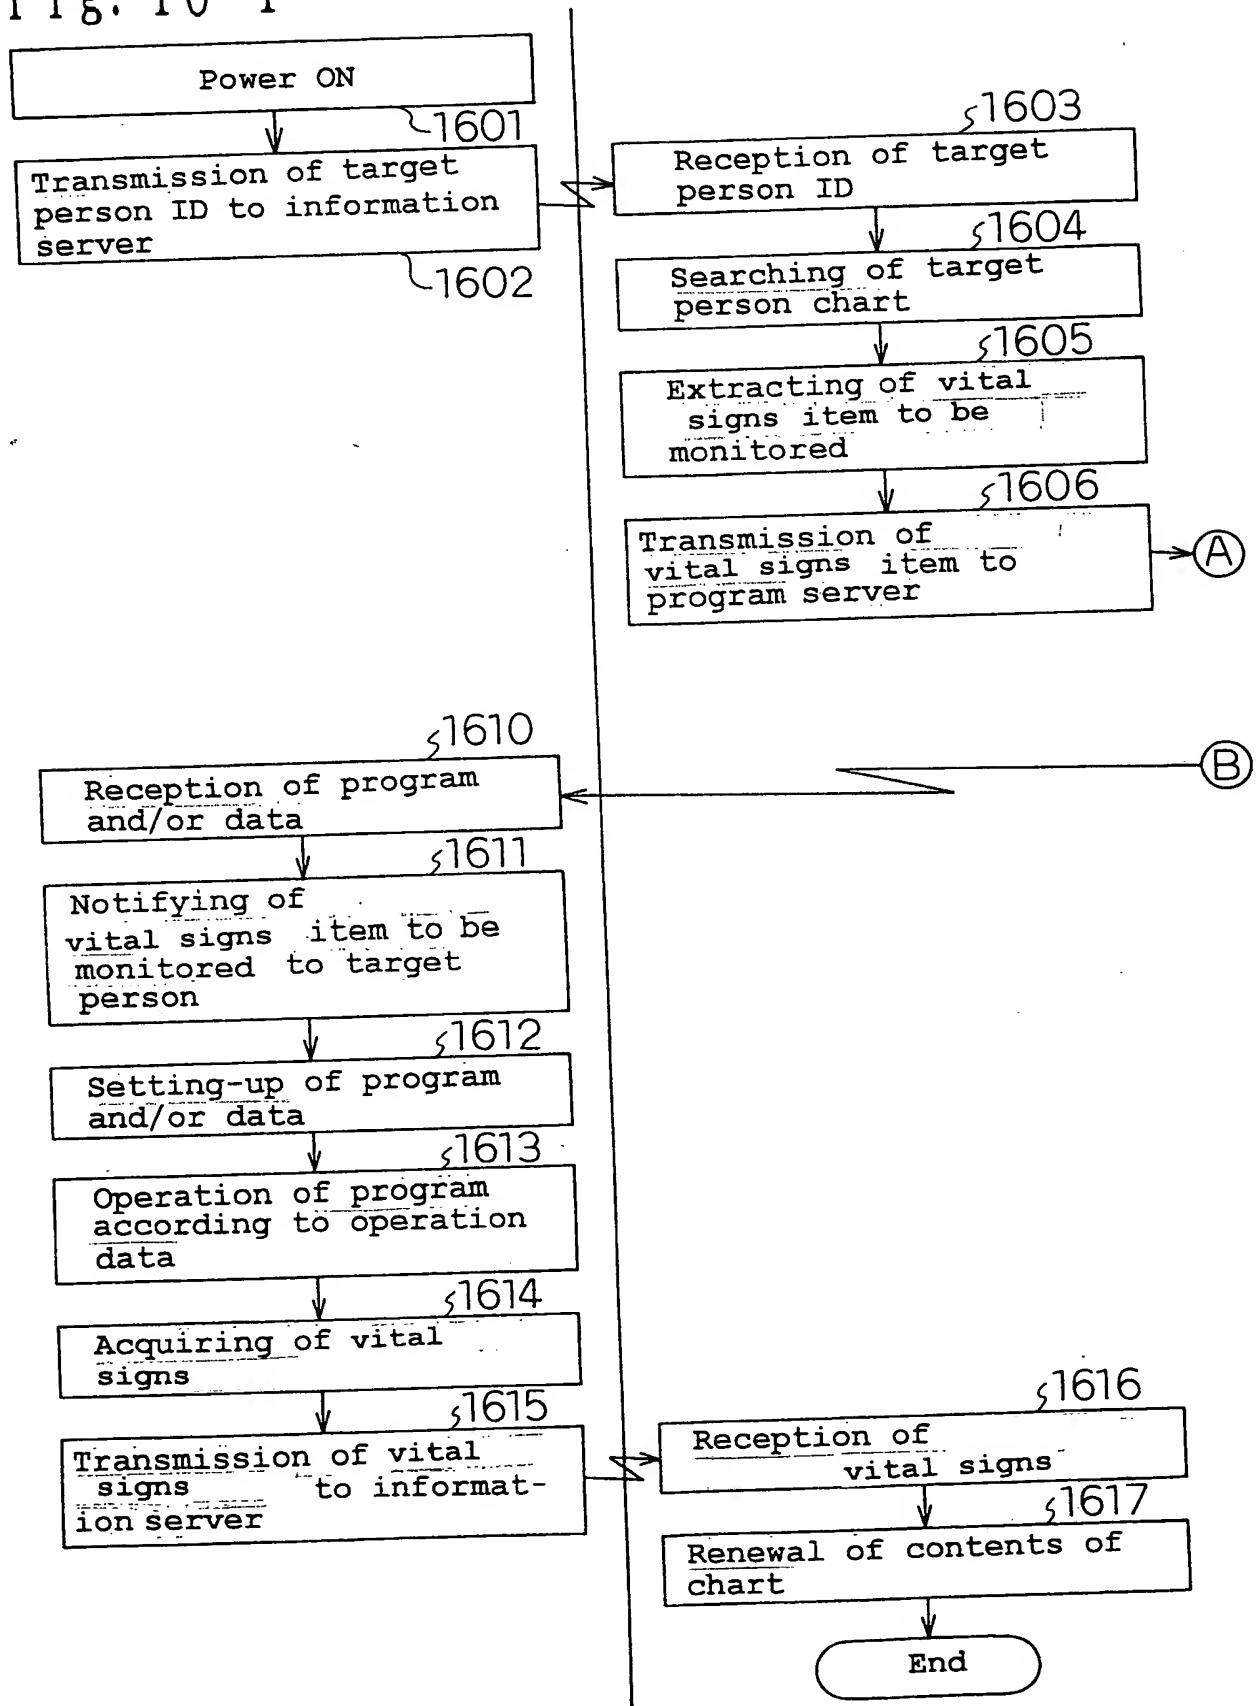 Power ON
1601
Transmission of target
person ID to information
server
1602
1603
Reception of target
person ID
1604
Searching of target
person chart
1605
Extracting of vital
signs item to be
monitored
1606
Transmission of
vital signs item to
program server
A
B
1610
Reception of program
and/or data
1611
Notifying of
vital signs item to be
monitored to target
person
1612
Setting-up of program
and/or data
1613
Operation of program
according to operation
data
1614
Acquiring of vital
signs
1615
Transmission of vital
signs to informat-
ion server
1616
Reception of
vital signs
1617
Renewal of contents of
chart
End